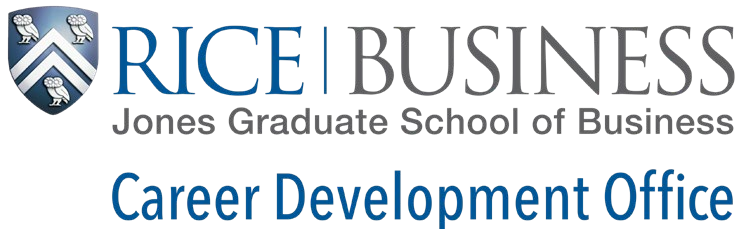 RICE | BUSINESS
Jones Graduate School of Business
Career Development Office